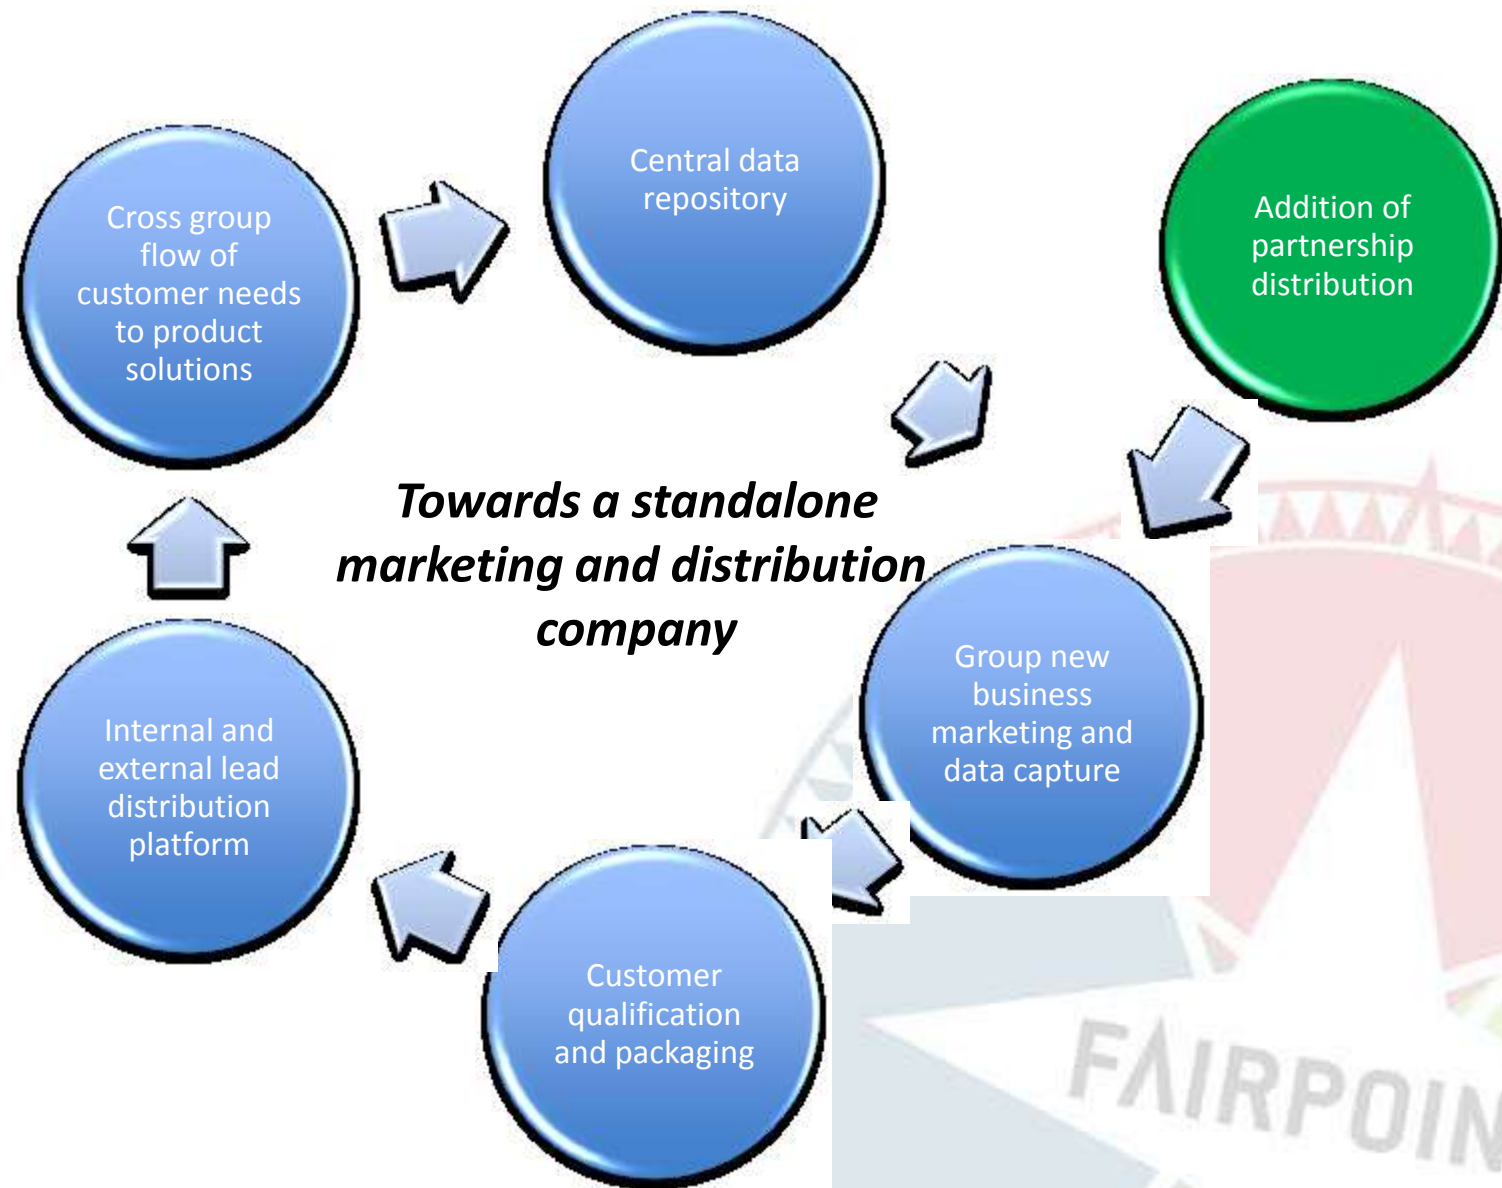 Central data
repository
Addition of
partnership
distribution
Cross group
flow of
customer needs
to product
solutions
Towards a standalone
marketing and distribution
company
Group new
business
marketing and
data capture
Internal and
external lead
distribution
platform
Customer
qualification
and packaging
FAIRPOIN